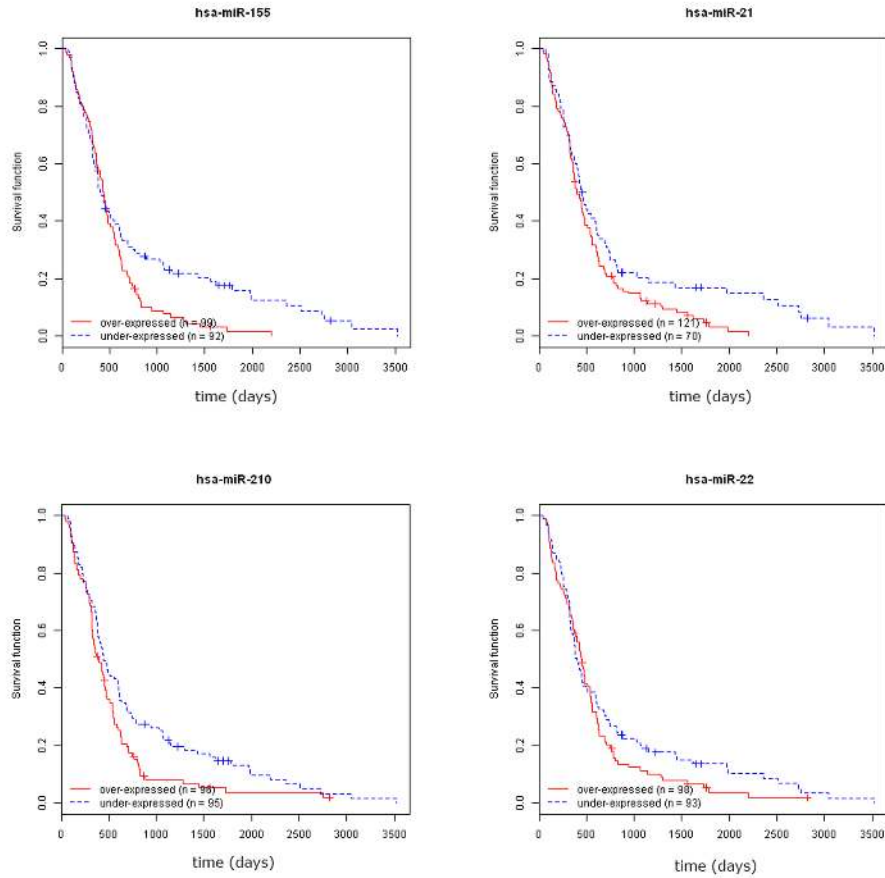 hsa-miR-155
Survival function
0.0 0.2 0.4 0.6 0.8 1.0
over-expressed (n = 99)
under-expressed (n = 92)
0 500 1000 1500 2000 2500 3000 3500
time (days)
hsa-miR-21
Survival function
0.0 0.2 0.4 0.6 0.8 1.0
over-expressed (n = 121)
under-expressed (n = 70)
0 500 1000 1500 2000 2500 3000 3500
time (days)
hsa-miR-210
Survival function
0.0 0.2 0.4 0.6 0.8 1.0
over-expressed (n = 96)
under-expressed (n = 95)
0 500 1000 1500 2000 2500 3000 3500
time (days)
hsa-miR-22
Survival function
0.0 0.2 0.4 0.6 0.8 1.0
over-expressed (n = 98)
under-expressed (n = 93)
0 500 1000 1500 2000 2500 3000 3500
time (days)